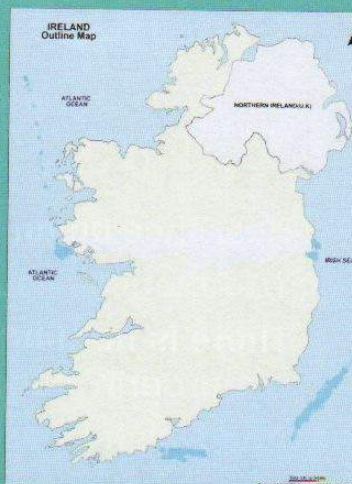 IRELAND
Outline Map
ATLANTIC
OCEAN
NORTHERN IRELAND(U.K)
ATLANTIC
OCEAN
IRISH SEA